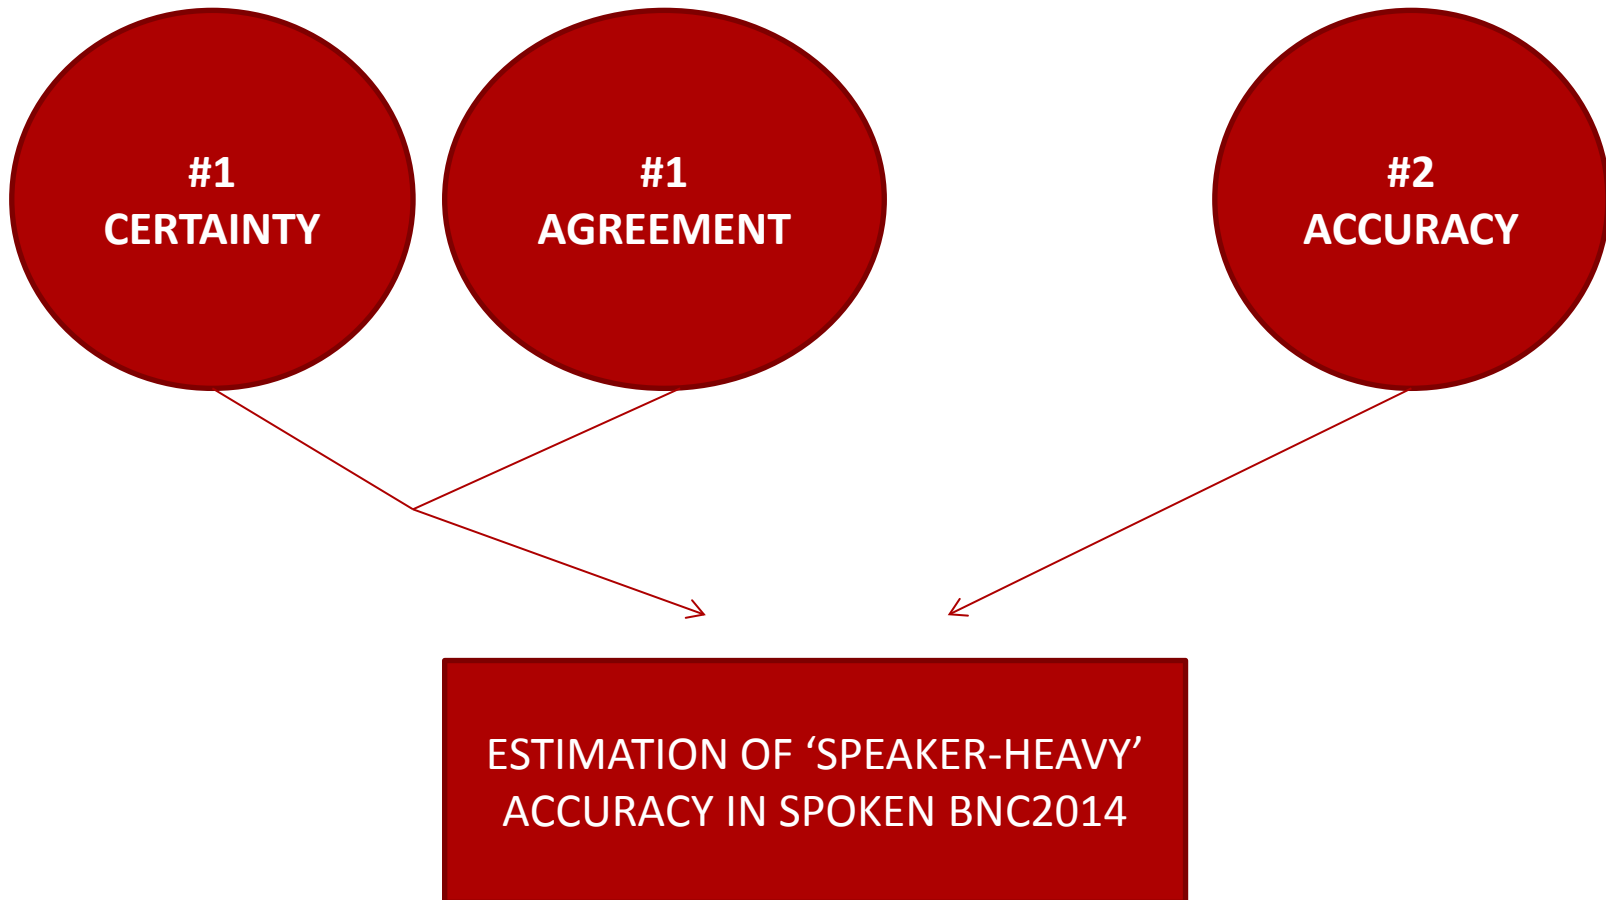 #1
CERTAINTY
#1
AGREEMENT
#2
ACCURACY
ESTIMATION OF ‘SPEAKER-HEAVY’
ACCURACY IN SPOKEN BNC2014